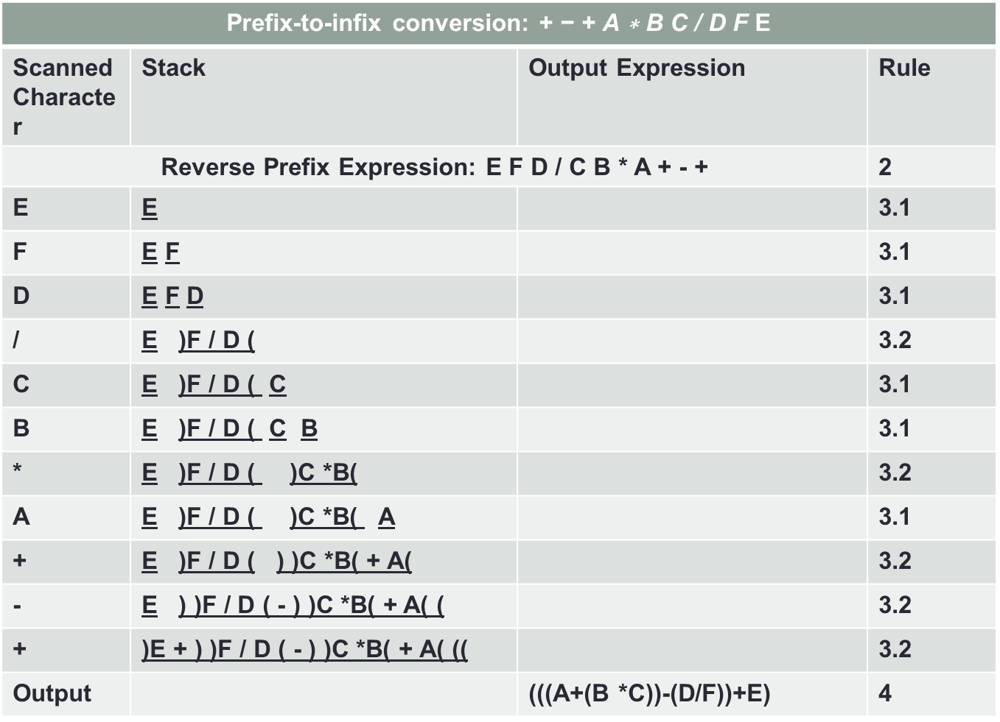 Prefix-to-infix conversion: + − + A ∗ B C / D F E
Scanned Characte r Stack Output Expression Rule
Reverse Prefix Expression: E F D / C B * A + - + 2
E E 3.1
F E F 3.1
D E F D 3.1
/ E )F / D ( 3.2
C E )F / D ( C 3.1
B E )F / D ( C B 3.1
* E )F / D ( )C *B( 3.2
A E )F / D ( )C *B( A 3.1
+ E )F / D ( ) )C *B( + A( 3.2
- E ) )F / D ( - ) )C *B( + A( ( 3.2
+ )E + ) )F / D ( - ) )C *B( + A( (( 3.2
Output (((A+(B *C))-(D/F))+E) 4